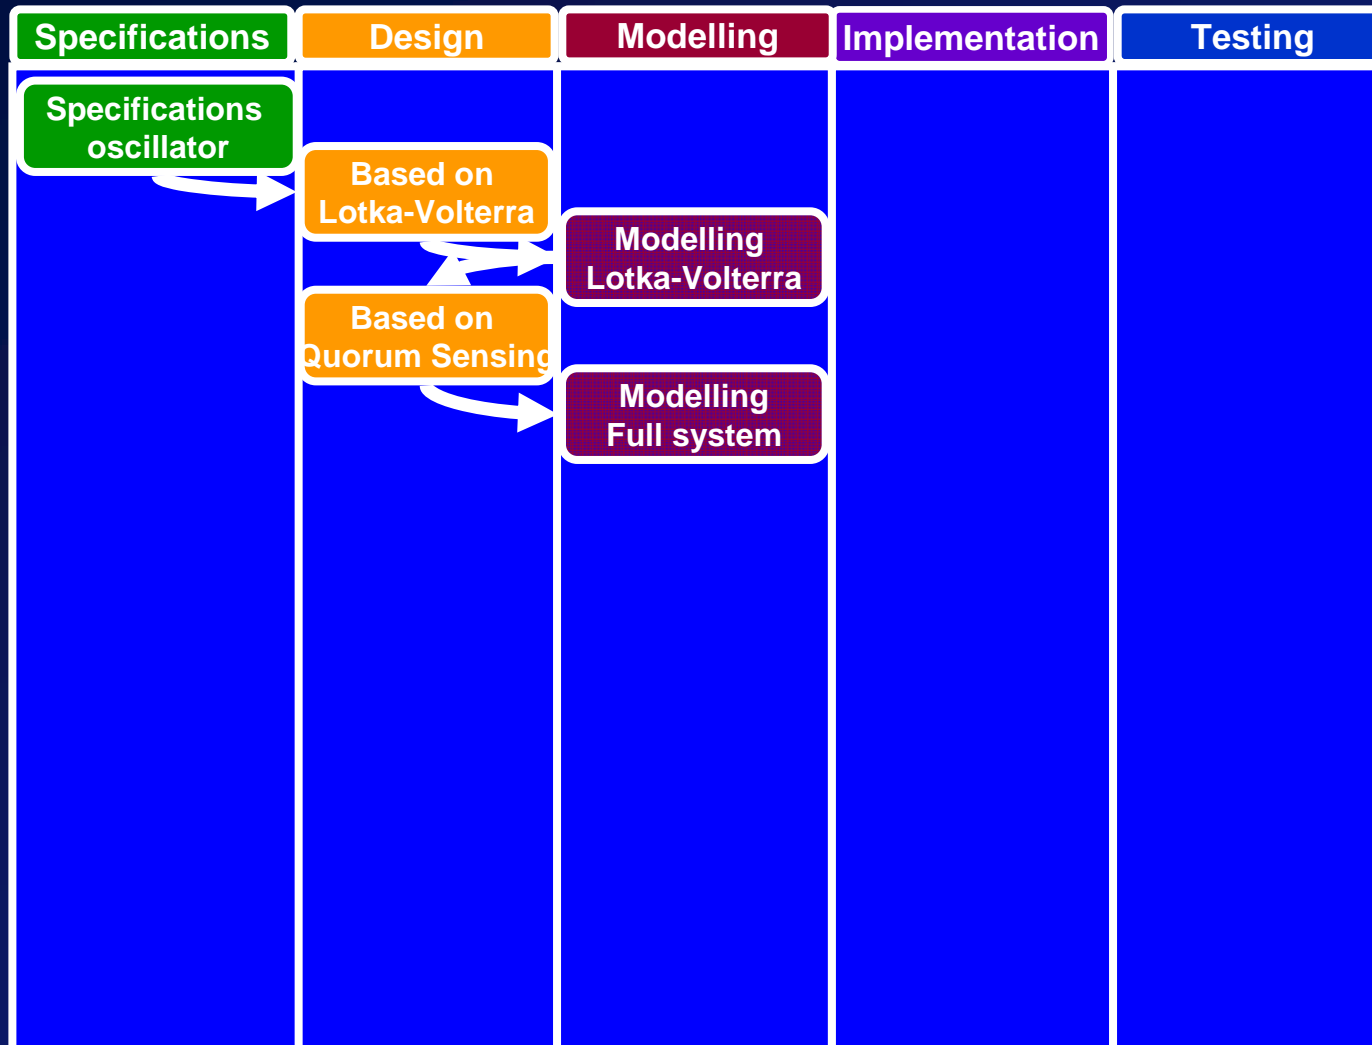 Specifications
Design
Modelling
Implementation
Testing
Specifications
oscillator
Based on
Lotka-Volterra
Modelling
Lotka-Volterra
Based on
Quorum Sensing
Modelling
Full system